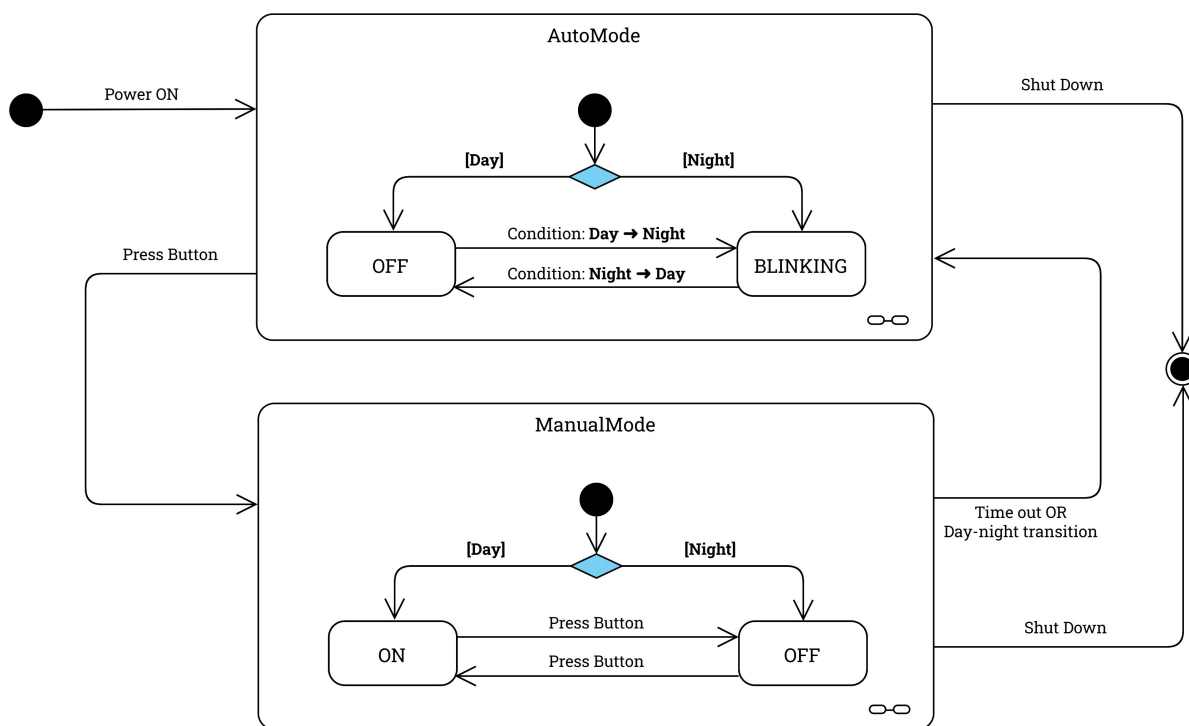 AutoMode
Power ON
Shut Down
[Day]
[Night]
Condition: Day ➜ Night
Press Button
OFF
BLINKING
Condition: Night ➜ Day
ManualMode
Time out OR
Day-night transition
[Day]
[Night]
Press Button
Shut Down
ON
OFF
Press Button